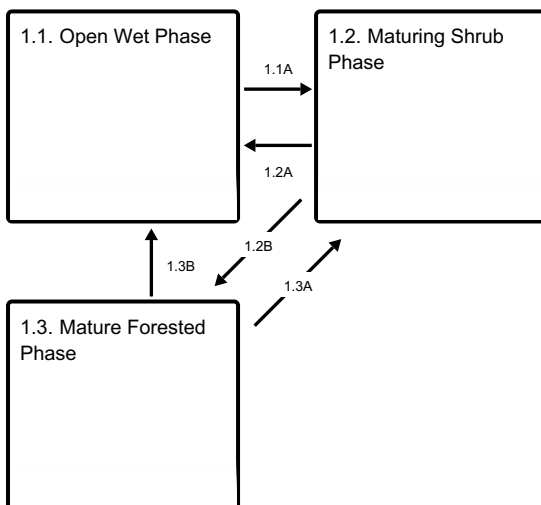 1.1. Open Wet Phase
1.2. Maturing Shrub
Phase
1.1A
1.2A
1.2B
1.3B
1.3A
1.3. Mature Forested
Phase